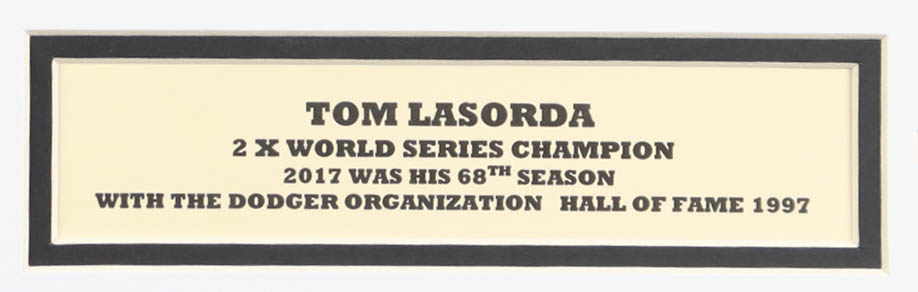 TOM LASORDA
2 X WORLD SERIES CHAMPION
2017 WAS HIS 68TH SEASON
WITH THE DODGER ORGANIZATION HALL OF FAME 1997